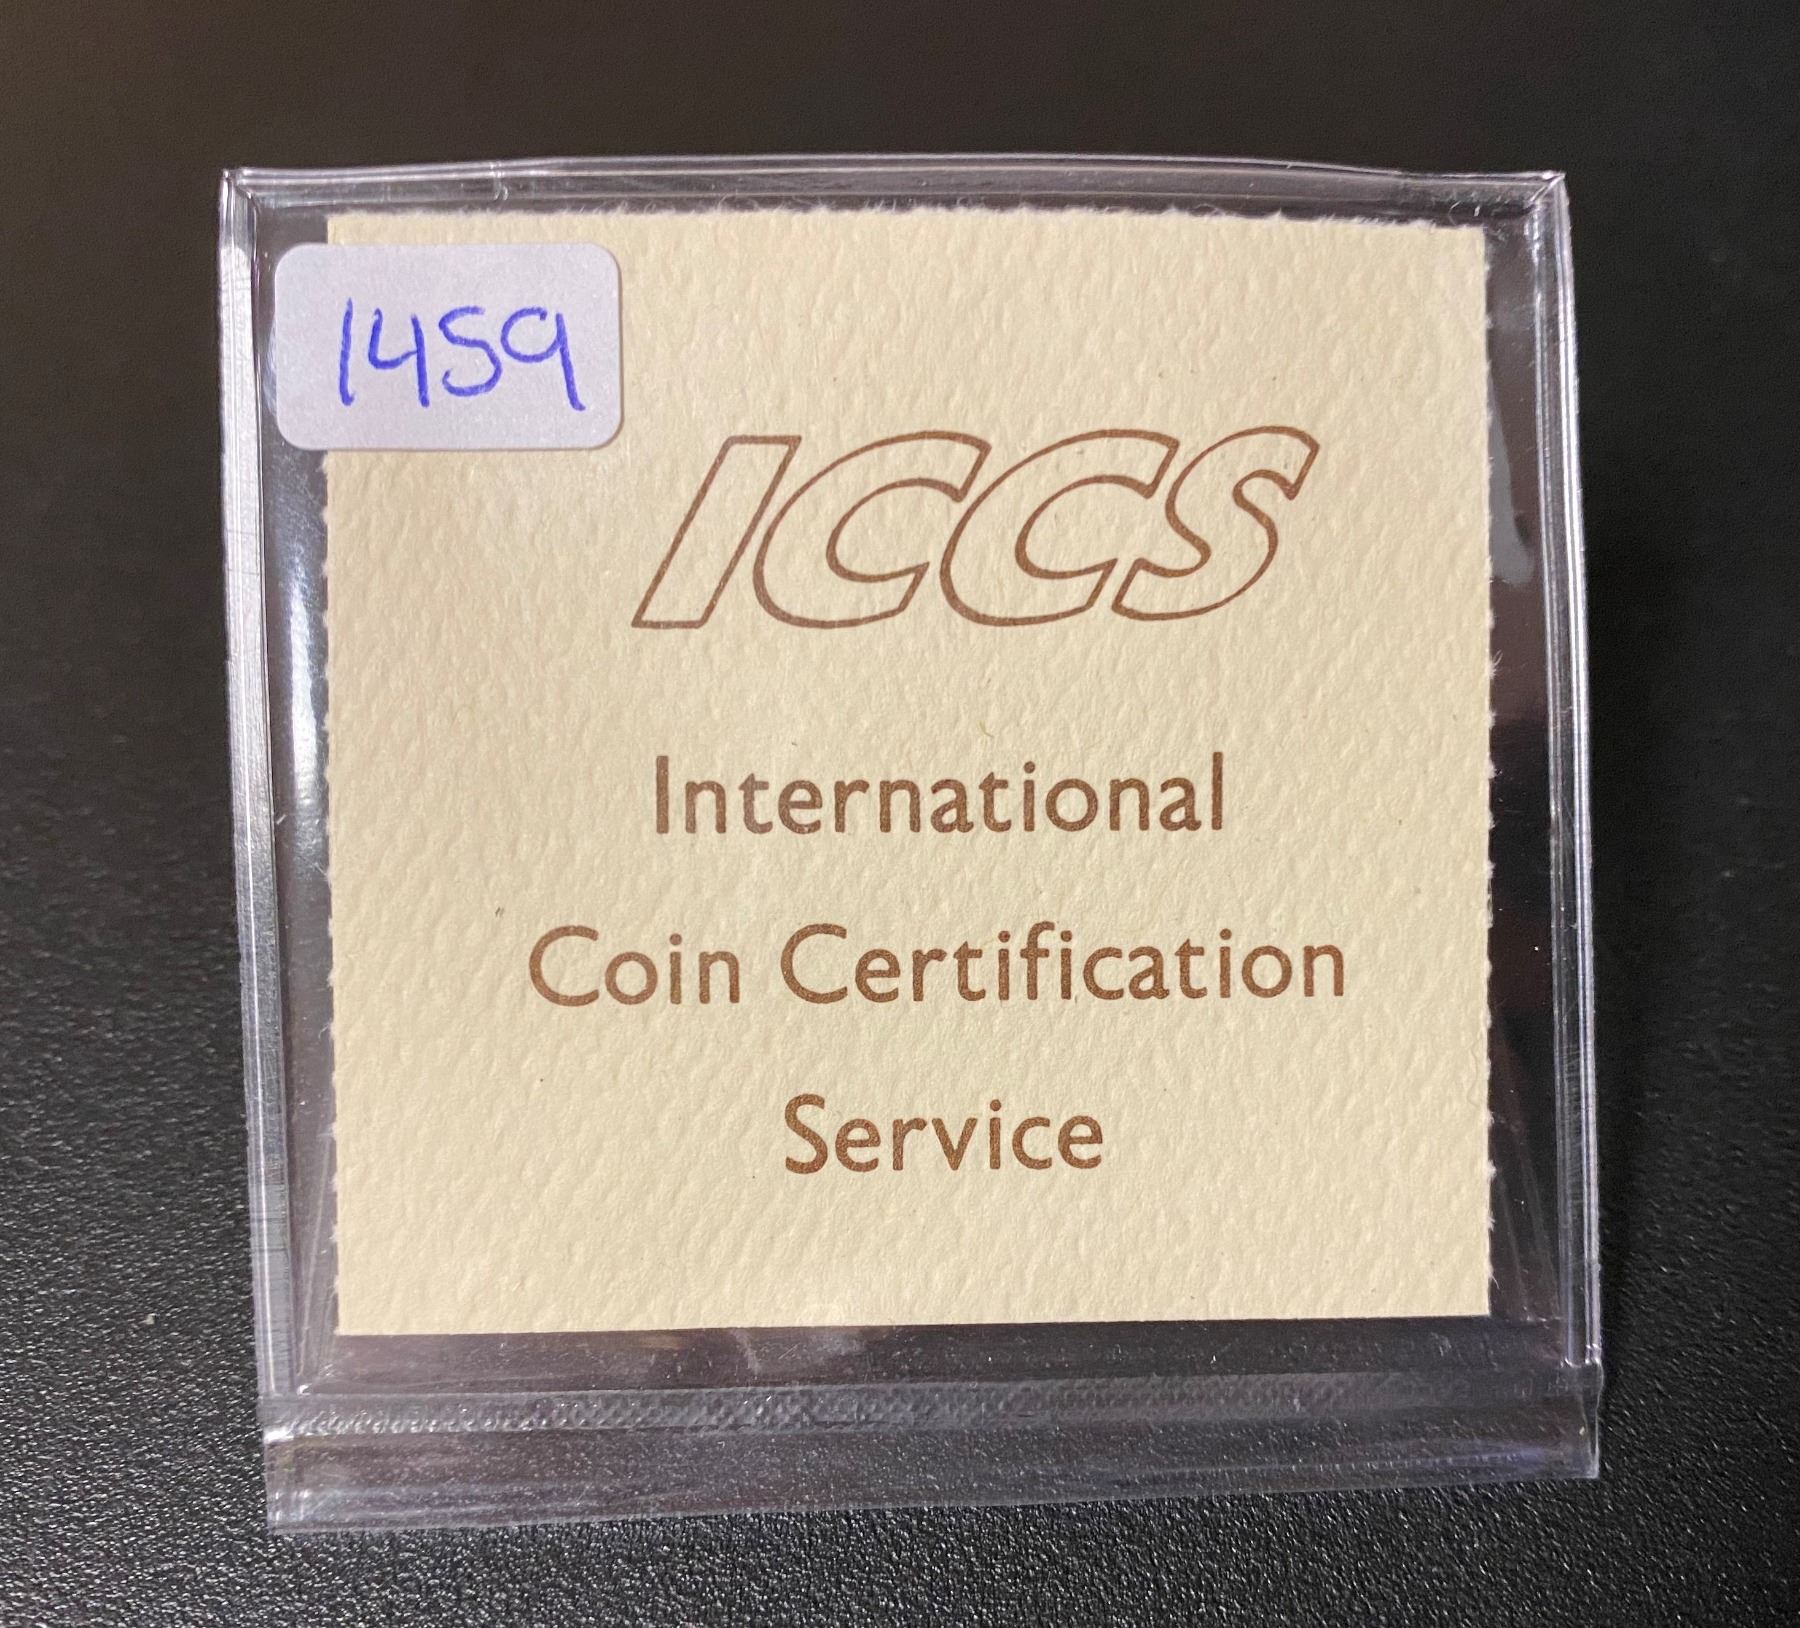 1459
ICCS
International
Coin Certification
Service